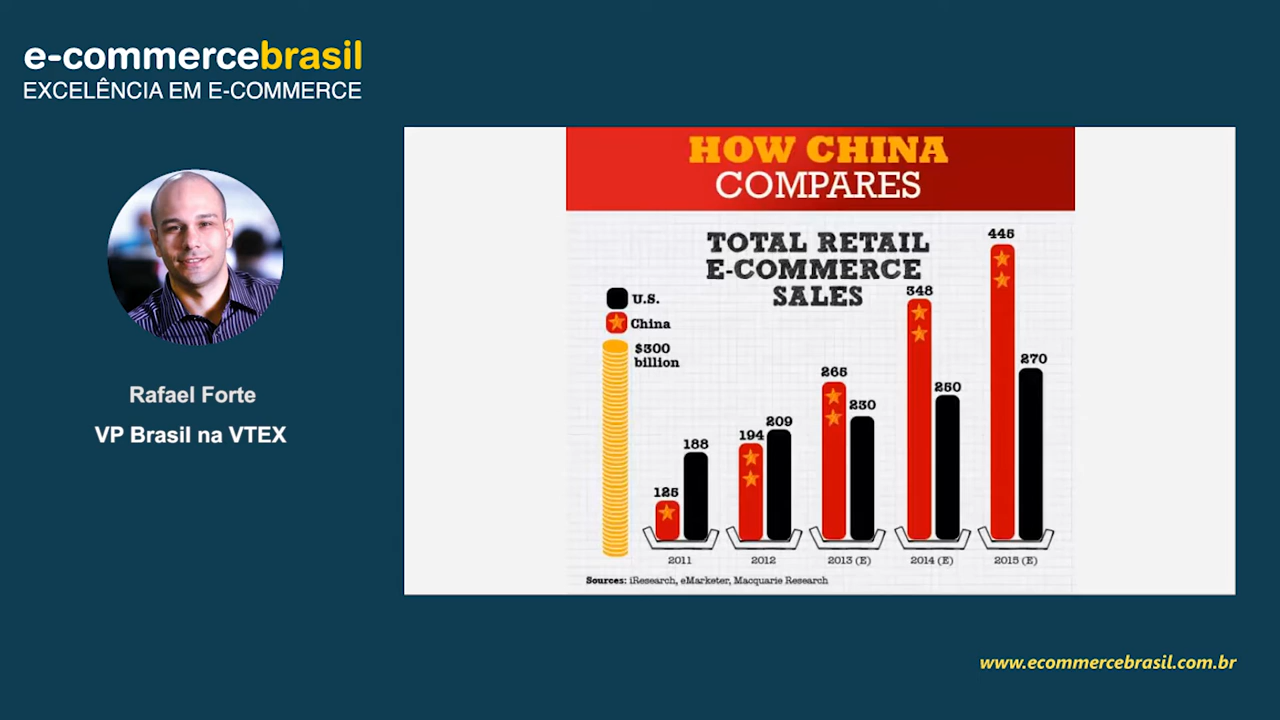 e-commercebrasil
EXCELÊNCIA EM E-COMMERCE
Rafael Forte
VP Brasil na VTEX
HOW CHINA
COMPARES
TOTAL RETAIL
E-COMMERCE
SALES
U.S.
China
$300
billion
125
188
194
209
265
230
348
250
445
270
2011
2012
2013 (E)
2014 (E)
2015 (E)
Sources: iResearch, eMarketer, Macquarie Research
www.ecommercebrasil.com.br